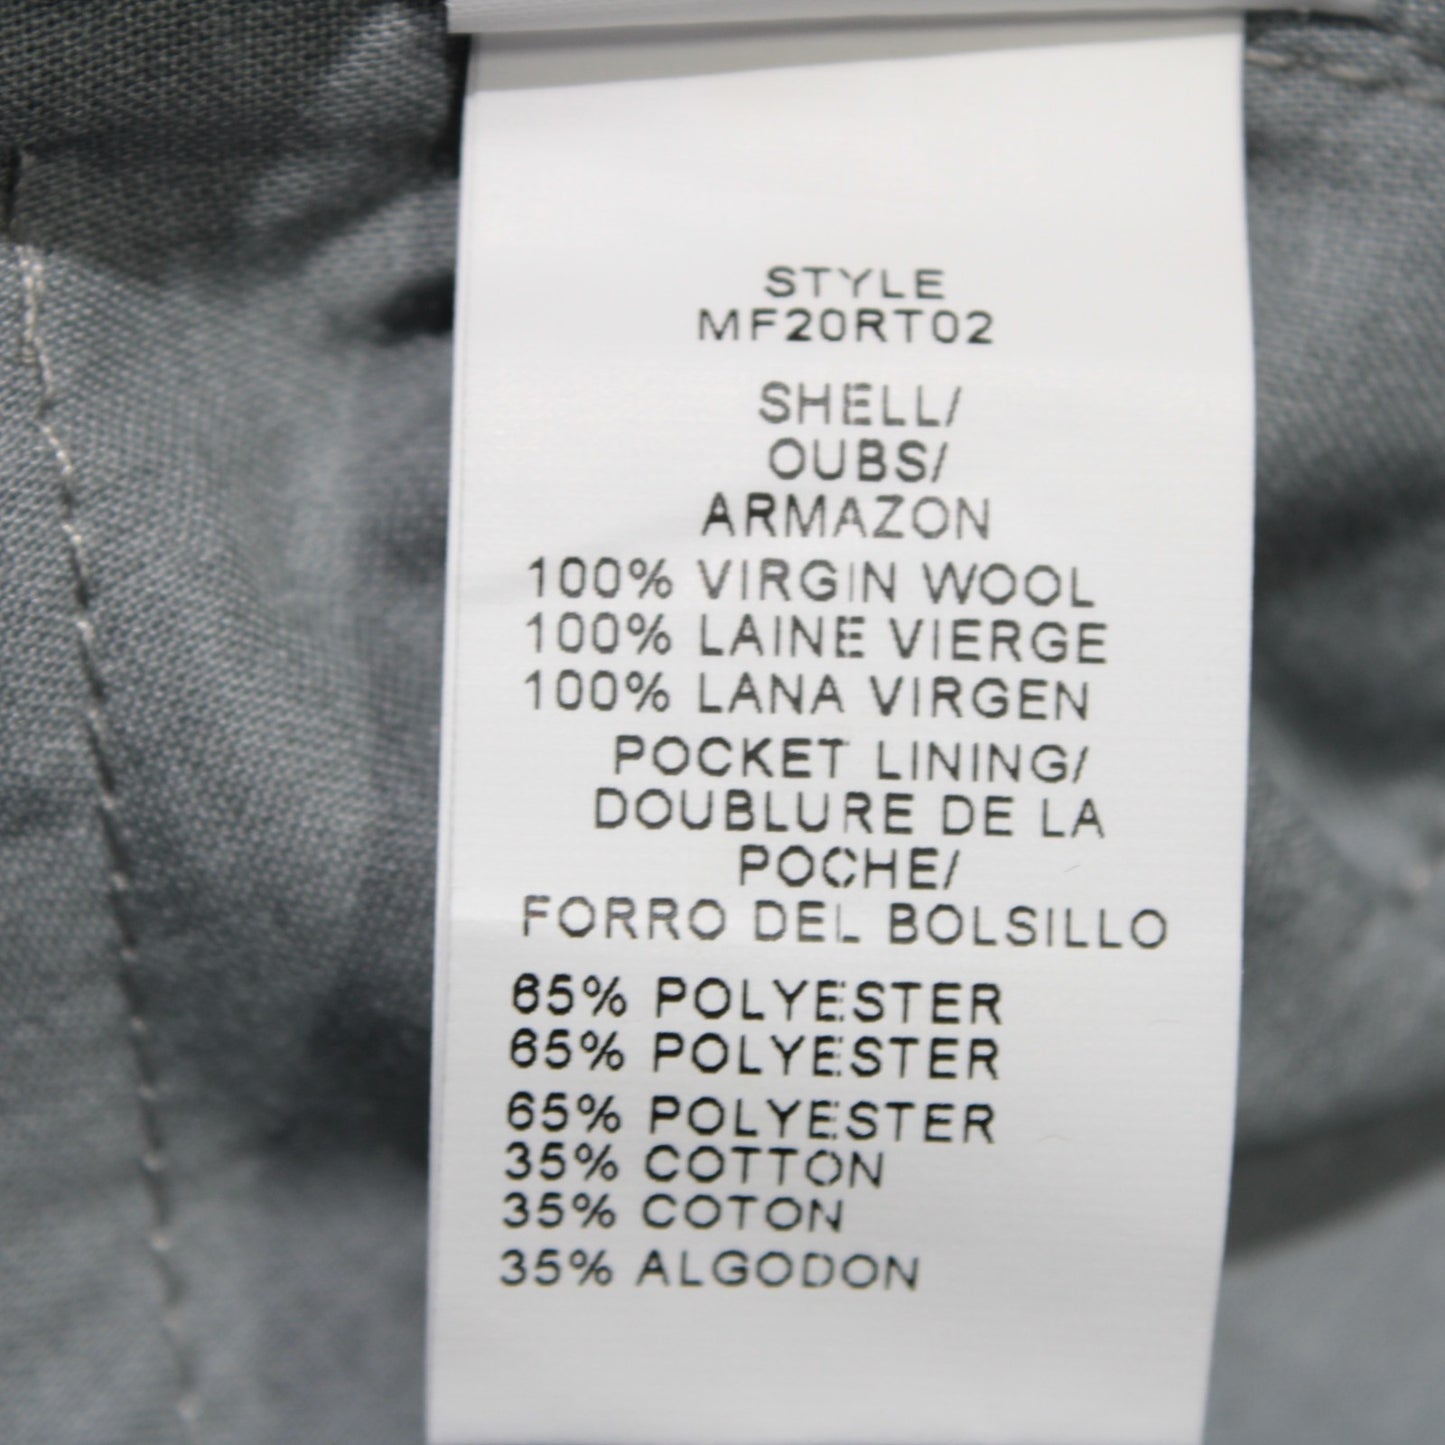 STYLE
MF20RT02
SHELL/
OUBS/
ARMAZON
100% VIRGIN WOOL
100% LAINE VIERGE
100% LANA VIRGEN
POCKET LINING/
DOUBLURE DE LA
POCHE/
FORRO DEL BOLSILLO
65% POLYESTER
65% POLYESTER
65% POLYESTER
35% COTTON
35% COTON
35% ALGODON